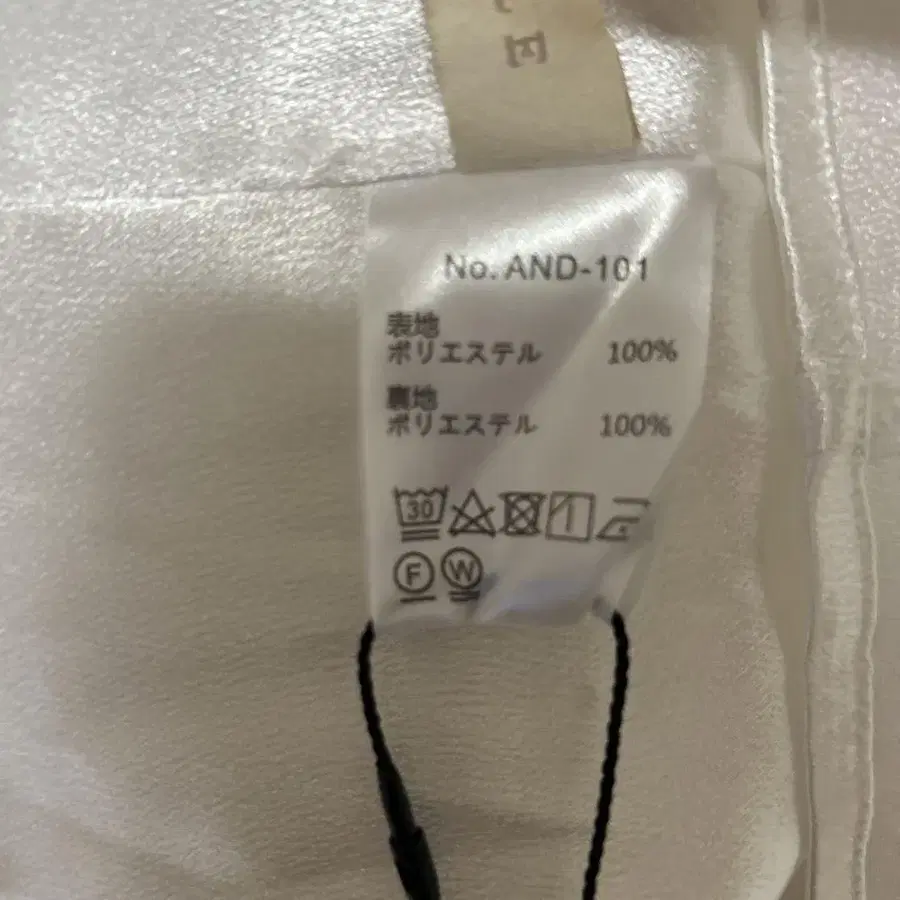 E
No. AND-101
表地
ポリエステル 100%
裏地
ポリエステル 100%
30
F W